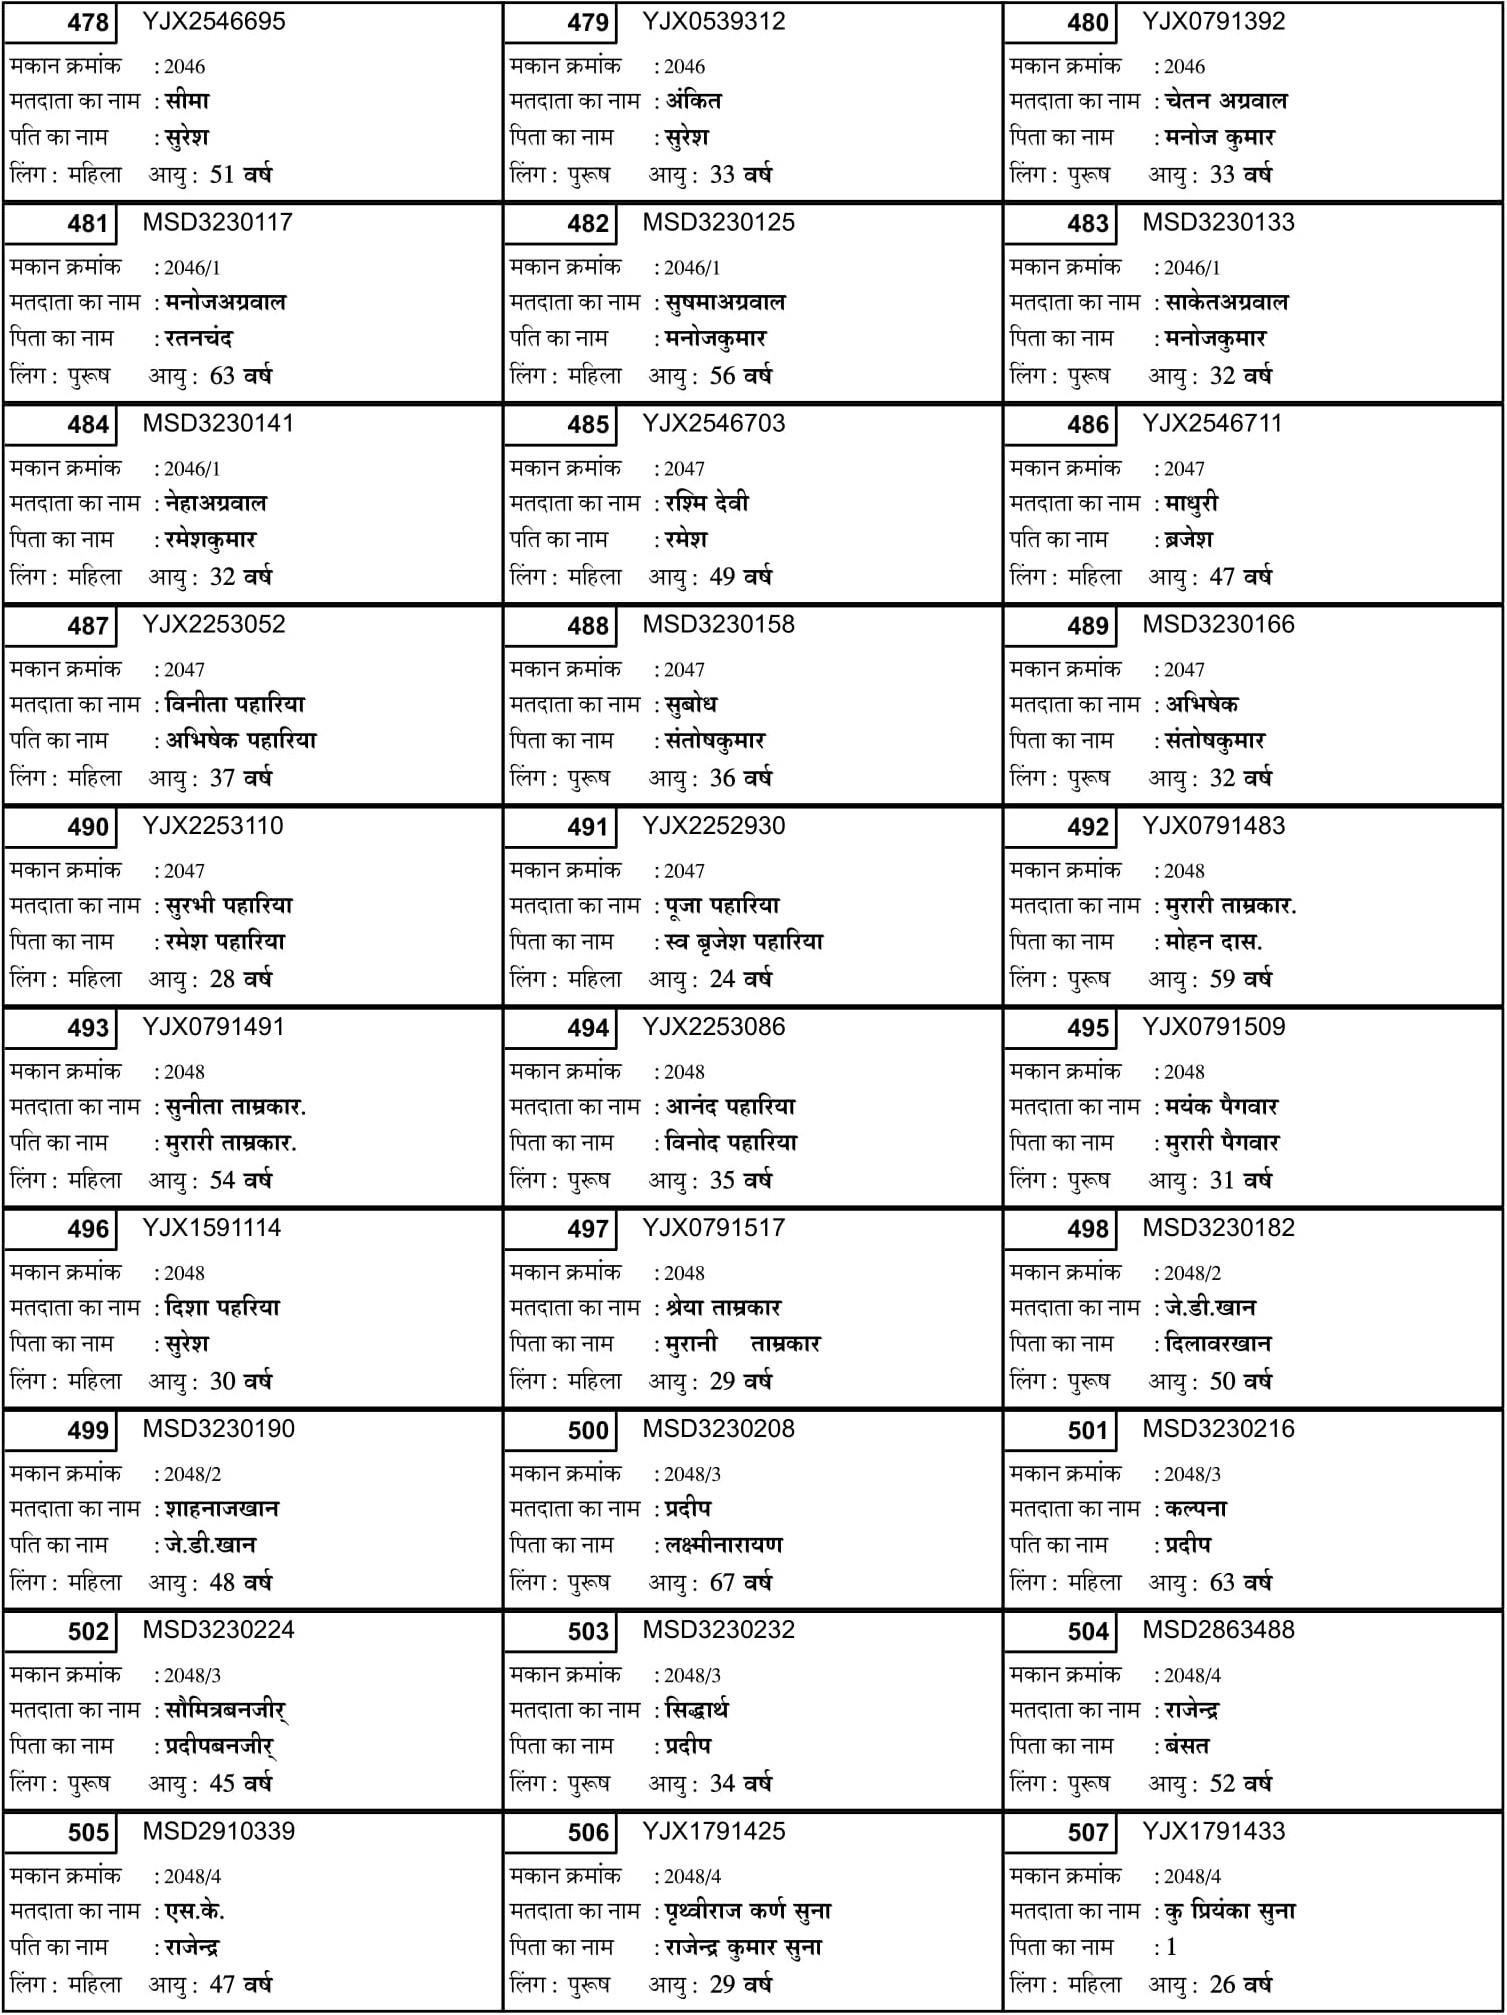 478 YJX2546695
मकान क्रमांक : 2046
मतदाता का नाम : सीमा
पति का नाम : सुरेश
लिंग : महिला आयु : 51 वर्ष
479 YJX0539312
मकान क्रमांक : 2046
मतदाता का नाम : अंकित
पिता का नाम : सुरेश
लिंग : पुरूष आयु : 33 वर्ष
480 YJX0791392
मकान क्रमांक : 2046
मतदाता का नाम : चेतन अग्रवाल
पिता का नाम : मनोज कुमार
लिंग : पुरूष आयु : 33 वर्ष
481 MSD3230117
मकान क्रमांक : 2046/1
मतदाता का नाम : मनोजअग्रवाल
पिता का नाम : रतनचंद
लिंग : पुरूष आयु : 63 वर्ष
482 MSD3230125
मकान क्रमांक : 2046/1
मतदाता का नाम : सुषमाअग्रवाल
पति का नाम : मनोजकुमार
लिंग : महिला आयु : 56 वर्ष
483 MSD3230133
मकान क्रमांक : 2046/1
मतदाता का नाम : साकेतअग्रवाल
पिता का नाम : मनोजकुमार
लिंग : पुरूष आयु : 32 वर्ष
484 MSD3230141
मकान क्रमांक : 2046/1
मतदाता का नाम : नेहाअग्रवाल
पिता का नाम : रमेशकुमार
लिंग : महिला आयु : 32 वर्ष
485 YJX2546703
मकान क्रमांक : 2047
मतदाता का नाम : रश्मि देवी
पति का नाम : रमेश
लिंग : महिला आयु : 49 वर्ष
486 YJX2546711
मकान क्रमांक : 2047
मतदाता का नाम : माधुरी
पति का नाम : ब्रजेश
लिंग : महिला आयु : 47 वर्ष
487 YJX2253052
मकान क्रमांक : 2047
मतदाता का नाम : विनीता पहारिया
पति का नाम : अभिषेक पहारिया
लिंग : महिला आयु : 37 वर्ष
488 MSD3230158
मकान क्रमांक : 2047
मतदाता का नाम : सुबोध
पिता का नाम : संतोषकुमार
लिंग : पुरूष आयु : 36 वर्ष
489 MSD3230166
मकान क्रमांक : 2047
मतदाता का नाम : अभिषेक
पिता का नाम : संतोषकुमार
लिंग : पुरूष आयु : 32 वर्ष
490 YJX2253110
मकान क्रमांक : 2047
मतदाता का नाम : सुरभी पहारिया
पिता का नाम : रमेश पहारिया
लिंग : महिला आयु : 28 वर्ष
491 YJX2252930
मकान क्रमांक : 2047
मतदाता का नाम : पूजा पहारिया
पिता का नाम : स्व बृजेश पहारिया
लिंग : महिला आयु : 24 वर्ष
492 YJX0791483
मकान क्रमांक : 2048
मतदाता का नाम : मुरारी ताम्रकार.
पिता का नाम : मोहन दास.
लिंग : पुरूष आयु : 59 वर्ष
493 YJX0791491
मकान क्रमांक : 2048
मतदाता का नाम : सुनीता ताम्रकार.
पति का नाम : मुरारी ताम्रकार.
लिंग : महिला आयु : 54 वर्ष
494 YJX2253086
मकान क्रमांक : 2048
मतदाता का नाम : आनंद पहारिया
पिता का नाम : विनोद पहारिया
लिंग : पुरूष आयु : 35 वर्ष
495 YJX0791509
मकान क्रमांक : 2048
मतदाता का नाम : मयंक पैगवार
पिता का नाम : मुरारी पैगवार
लिंग : पुरूष आयु : 31 वर्ष
496 YJX1591114
मकान क्रमांक : 2048
मतदाता का नाम : दिशा पहरिया
पिता का नाम : सुरेश
लिंग : महिला आयु : 30 वर्ष
497 YJX0791517
मकान क्रमांक : 2048
मतदाता का नाम : श्रेया ताम्रकार
पिता का नाम : मुरानी ताम्रकार
लिंग : महिला आयु : 29 वर्ष
498 MSD3230182
मकान क्रमांक : 2048/2
मतदाता का नाम : जे.डी.खान
पिता का नाम : दिलावरखान
लिंग : पुरूष आयु : 50 वर्ष
499 MSD3230190
मकान क्रमांक : 2048/2
मतदाता का नाम : शाहनाजखान
पति का नाम : जे.डी.खान
लिंग : महिला आयु : 48 वर्ष
500 MSD3230208
मकान क्रमांक : 2048/3
मतदाता का नाम : प्रदीप
पिता का नाम : लक्ष्मीनारायण
लिंग : पुरूष आयु : 67 वर्ष
501 MSD3230216
मकान क्रमांक : 2048/3
मतदाता का नाम : कल्पना
पति का नाम : प्रदीप
लिंग : महिला आयु : 63 वर्ष
502 MSD3230224
मकान क्रमांक : 2048/3
मतदाता का नाम : सौमित्रबनजीर्
पिता का नाम : प्रदीपबनजीर्
लिंग : पुरूष आयु : 45 वर्ष
503 MSD3230232
मकान क्रमांक : 2048/3
मतदाता का नाम : सिद्धार्थ
पिता का नाम : प्रदीप
लिंग : पुरूष आयु : 34 वर्ष
504 MSD2863488
मकान क्रमांक : 2048/4
मतदाता का नाम : राजेन्द्र
पिता का नाम : बंसत
लिंग : पुरूष आयु : 52 वर्ष
505 MSD2910339
मकान क्रमांक : 2048/4
मतदाता का नाम : एस.के.
पति का नाम : राजेन्द्र
लिंग : महिला आयु : 47 वर्ष
506 YJX1791425
मकान क्रमांक : 2048/4
मतदाता का नाम : पृथ्वीराज कर्ण सुना
पिता का नाम : राजेन्द्र कुमार सुना
लिंग : पुरूष आयु : 29 वर्ष
507 YJX1791433
मकान क्रमांक : 2048/4
मतदाता का नाम : कु प्रियंका सुना
पिता का नाम : 1
लिंग : महिला आयु : 26 वर्ष